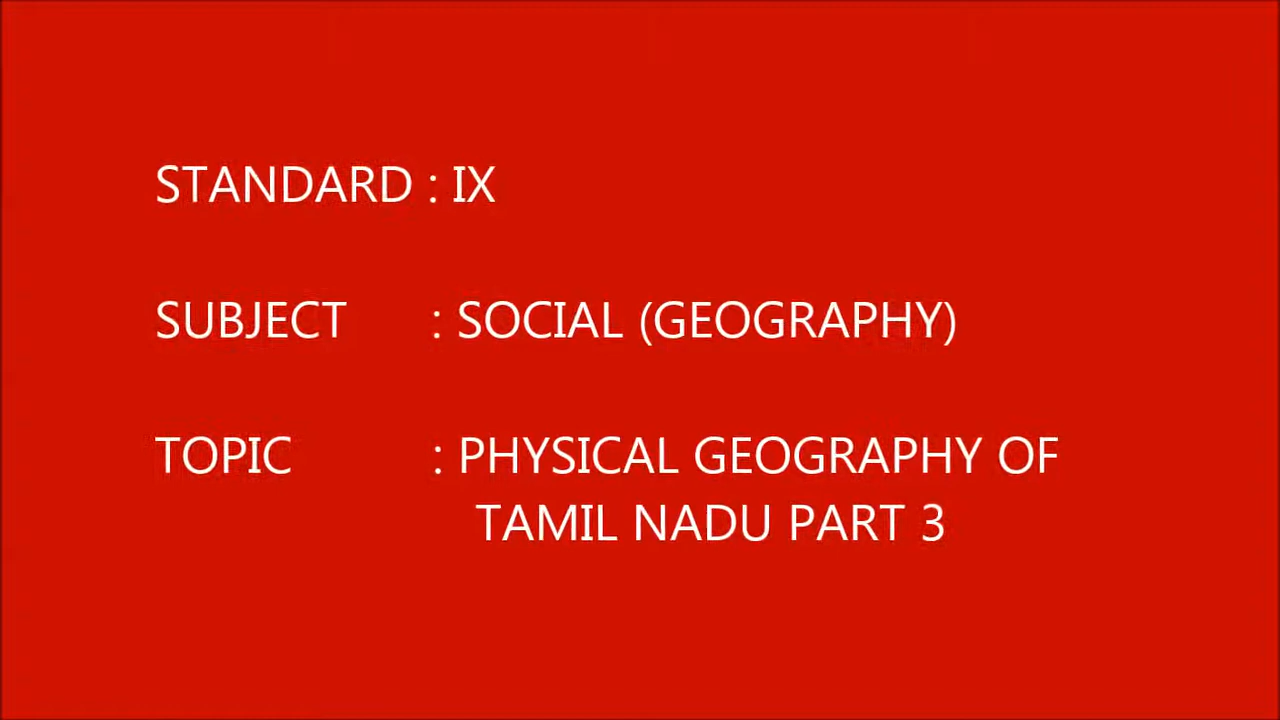 STANDARD : IX
SUBJECT : SOCIAL (GEOGRAPHY)
TOPIC : PHYSICAL GEOGRAPHY OF
TAMIL NADU PART 3